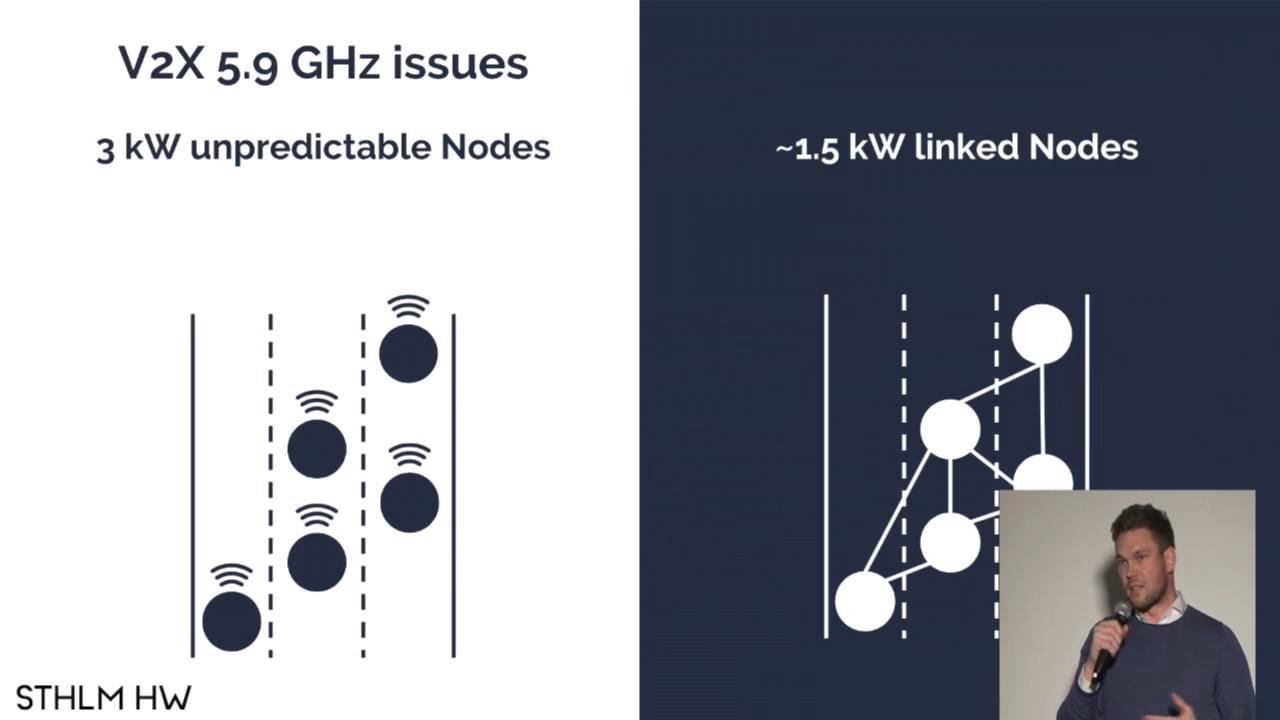 V2X 5.9 GHz issues
3 kW unpredictable Nodes
~1.5 kW linked Nodes
STHLM HW